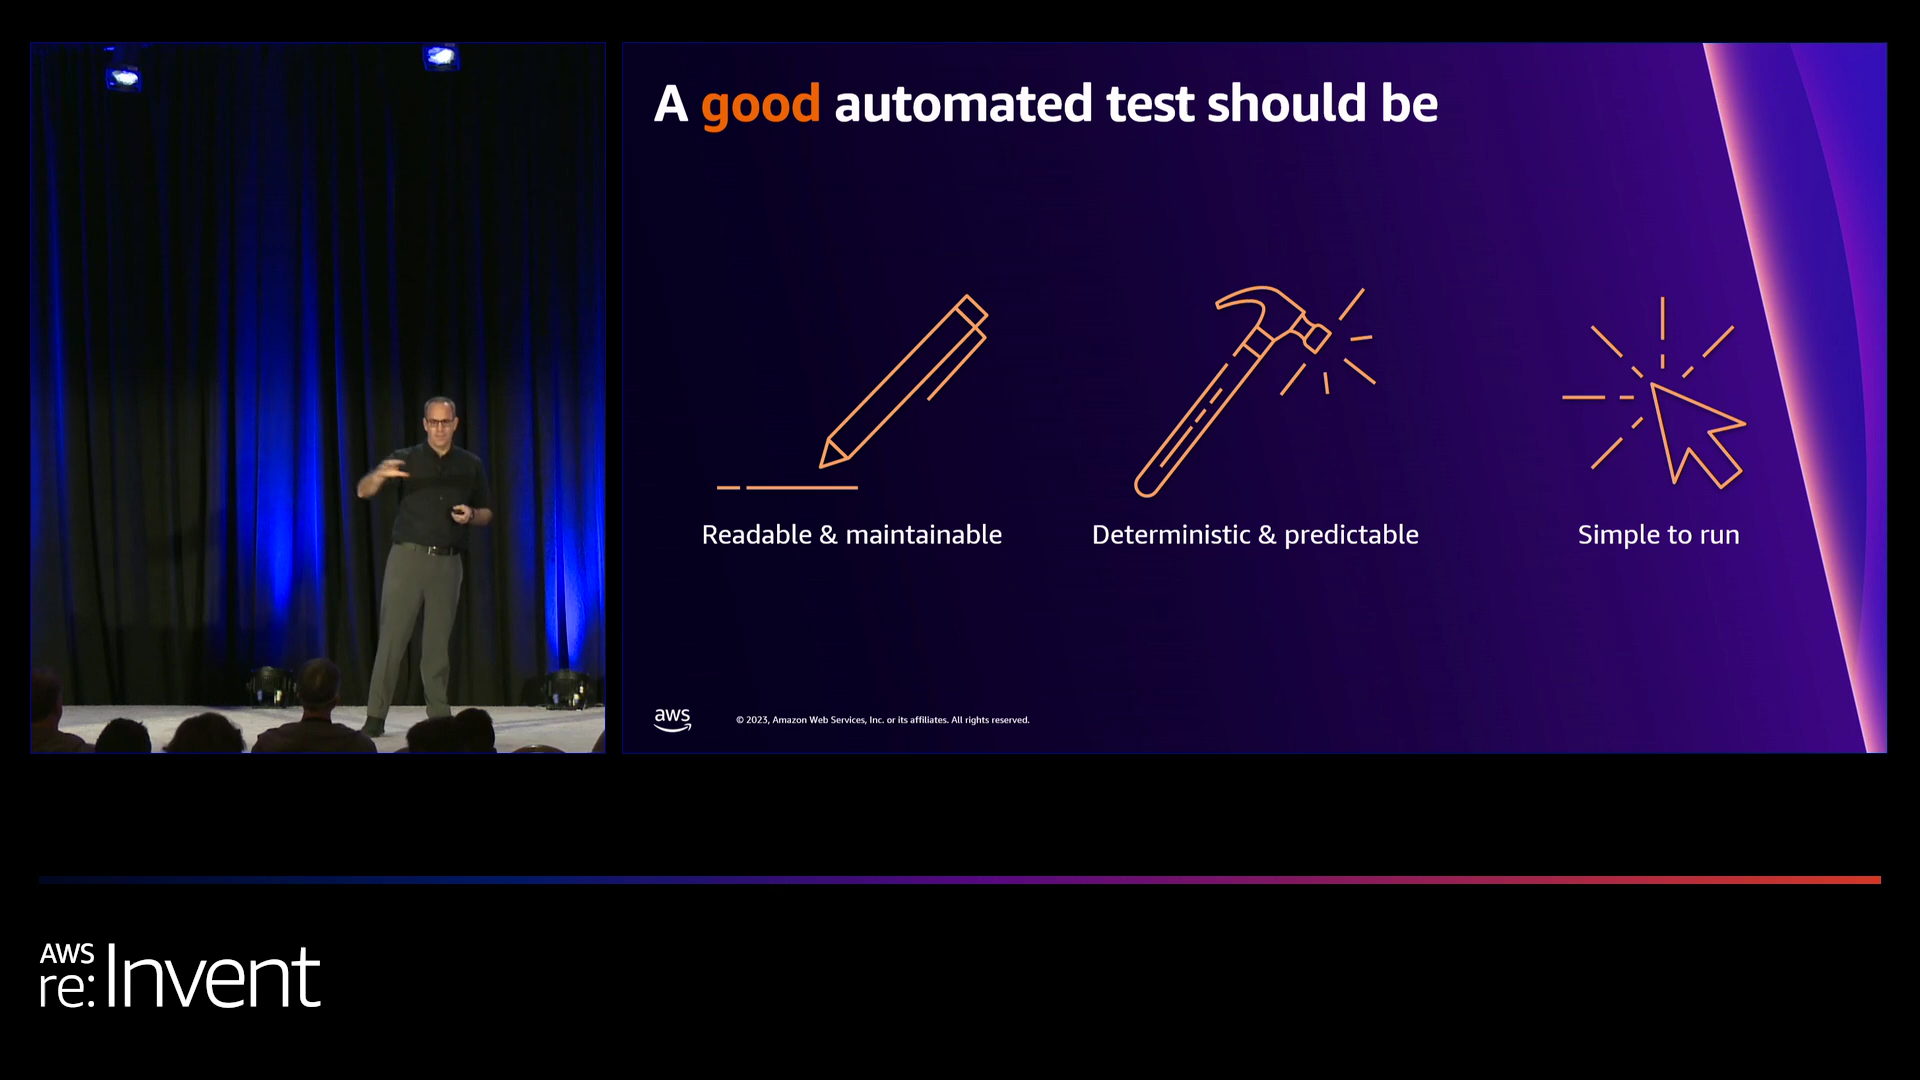 A good automated test should be
Readable & maintainable
Deterministic & predictable
Simple to run
aws
© 2023, Amazon Web Services, Inc. or its affiliates. All rights reserved.
AWS
re:Invent